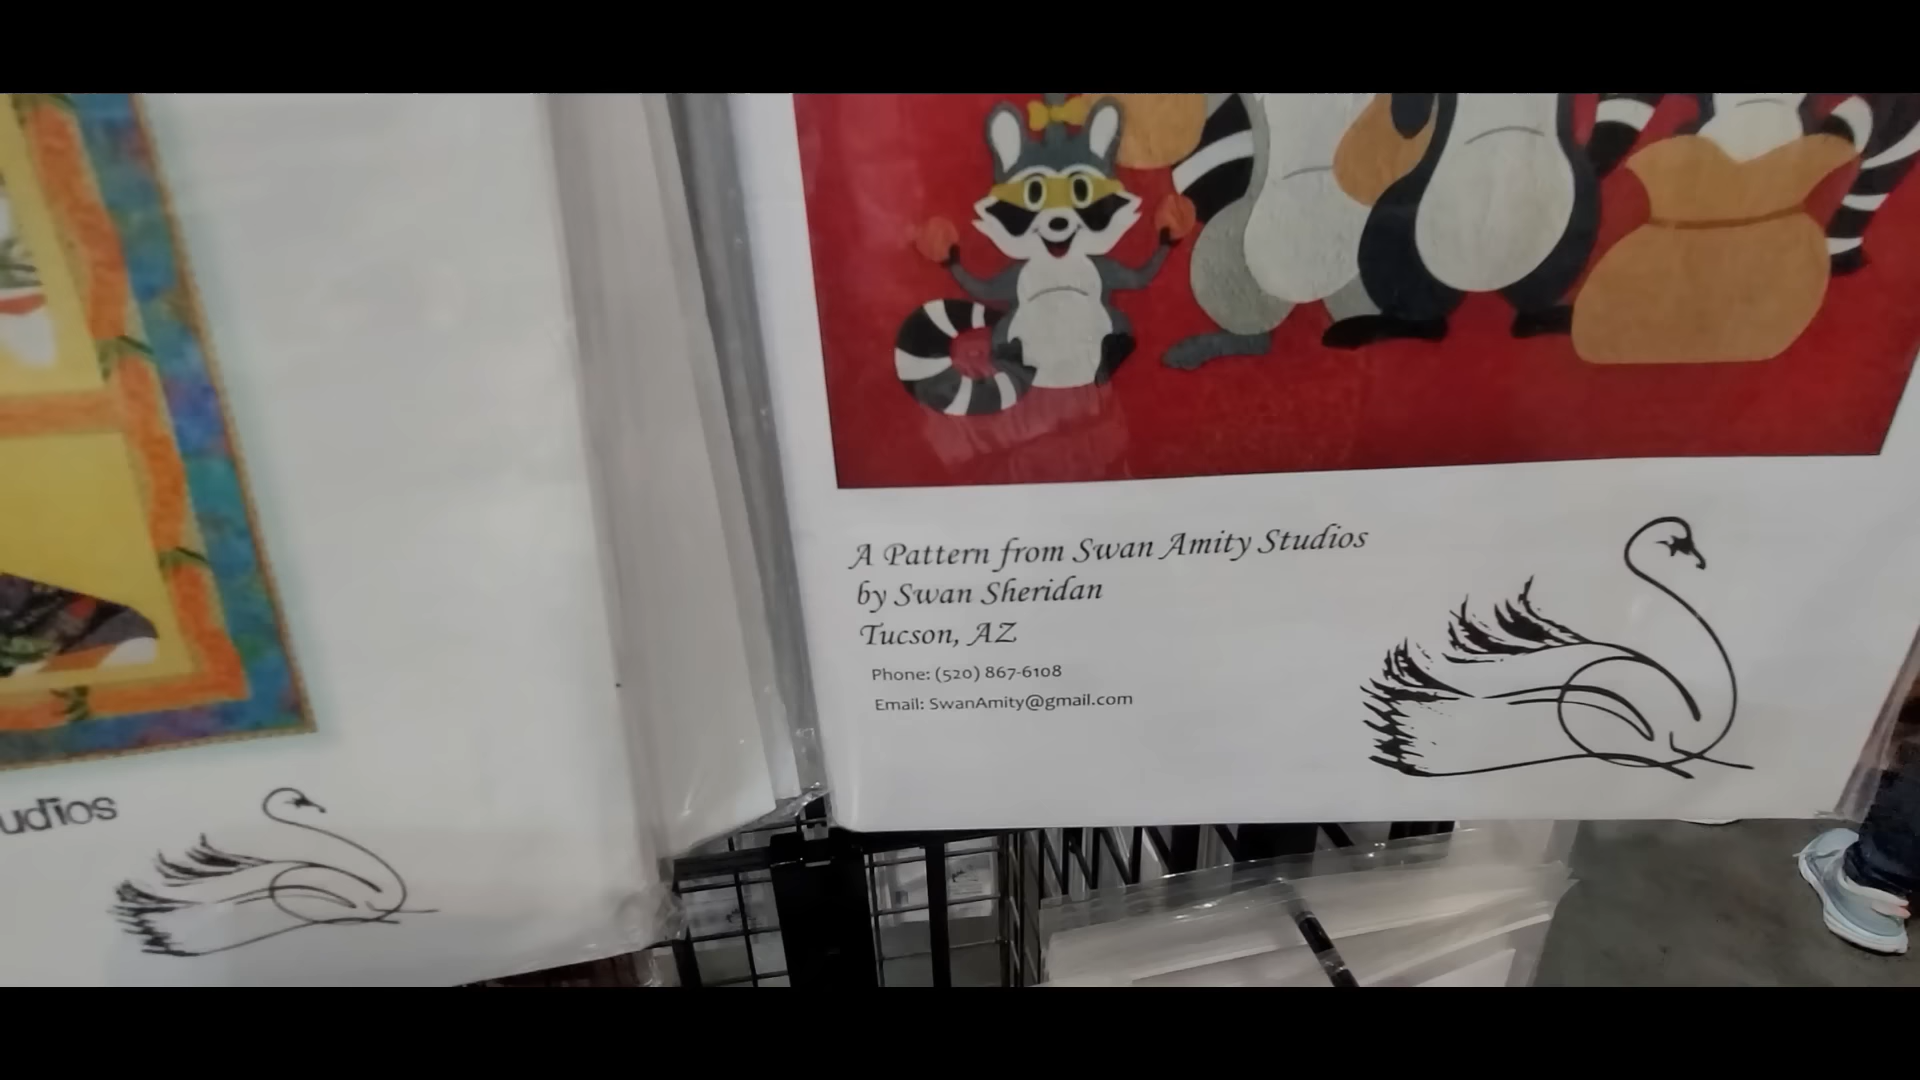 A Pattern from Swan Amity Studios
by Swan Sheridan
Tucson, AZ
Phone: (520) 867-6108
Email: SwanAmity@gmail.com
udios